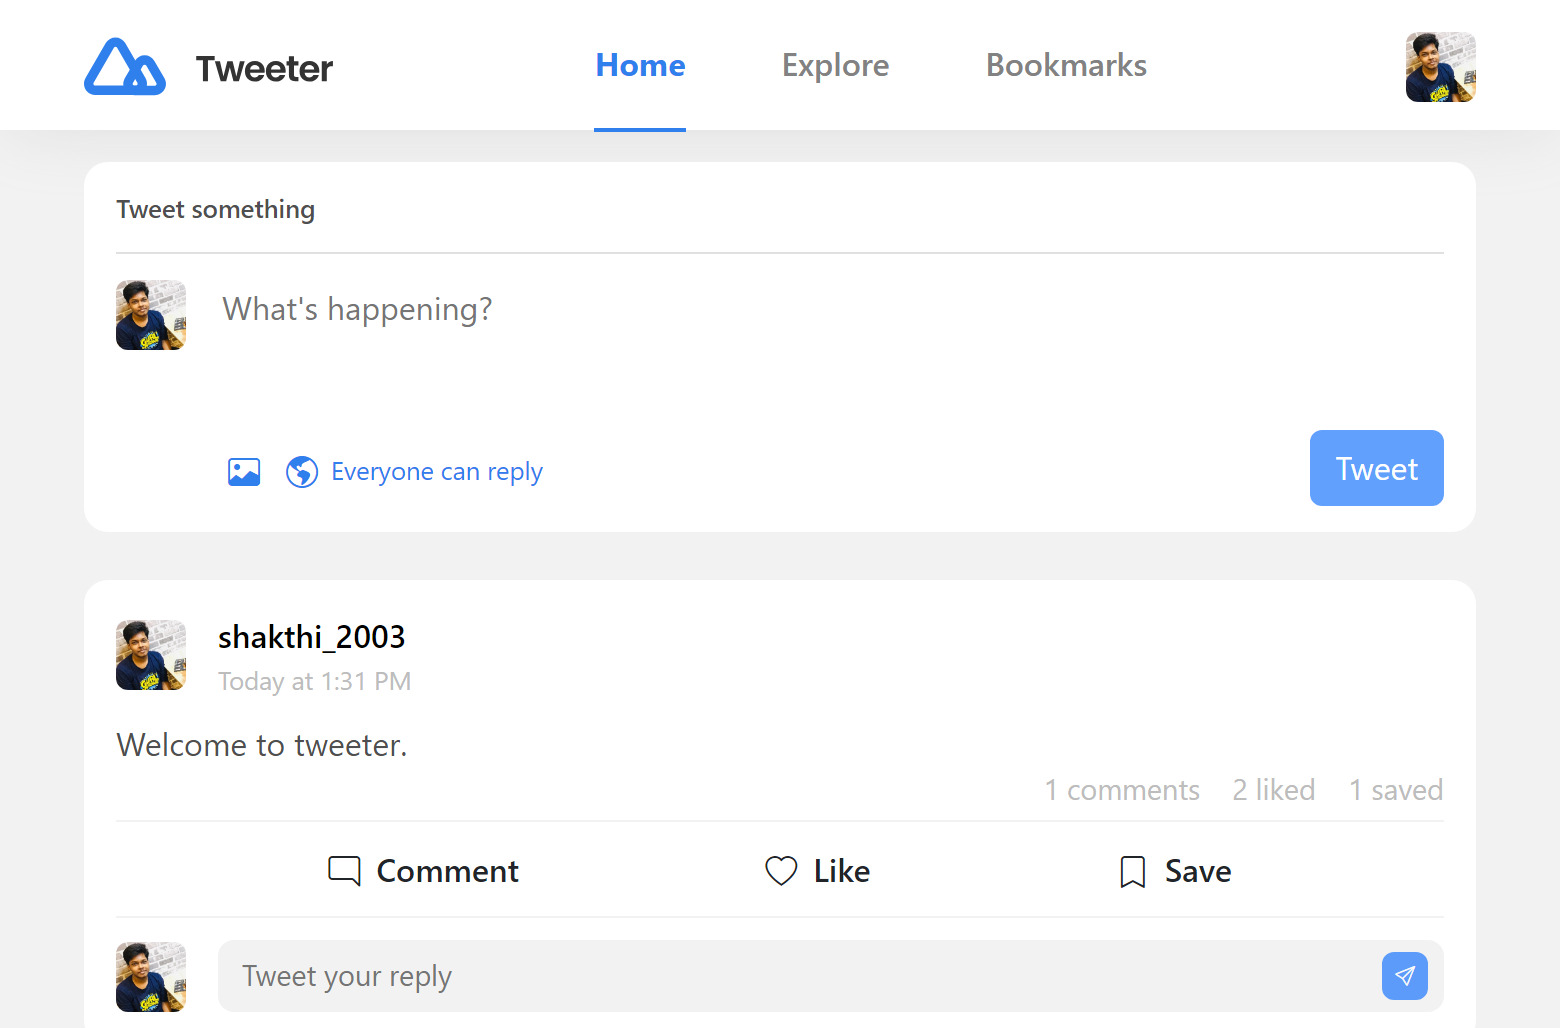 Tweeter
Home Explore Bookmarks
Tweet something
What's happening?
Everyone can reply
Tweet
shakthi_2003
Today at 1:31 PM
Welcome to tweeter.
1 comments 2 liked 1 saved
Comment Like Save
Tweet your reply